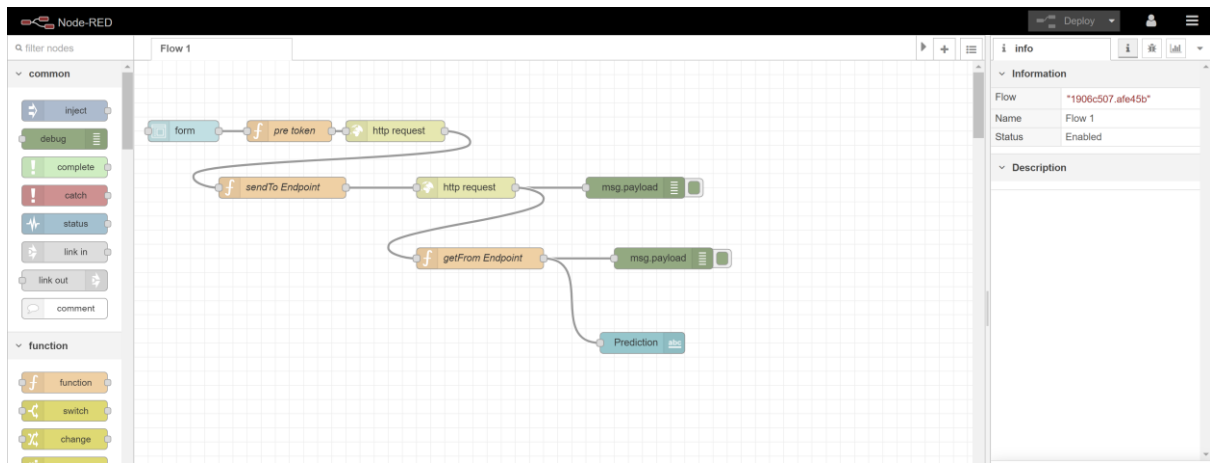 Node-RED
Deploy
filter nodes
Flow 1
i info
i
common
Information
inject
Flow "1906c507.afe45b"
debug
Name Flow 1
form
pre token
http request
Status Enabled
complete
Description
catch
sendTo Endpoint
http request
msg.payload
status
link in
getFrom Endpoint
msg.payload
link out
comment
Prediction
abc
function
f function
switch
change